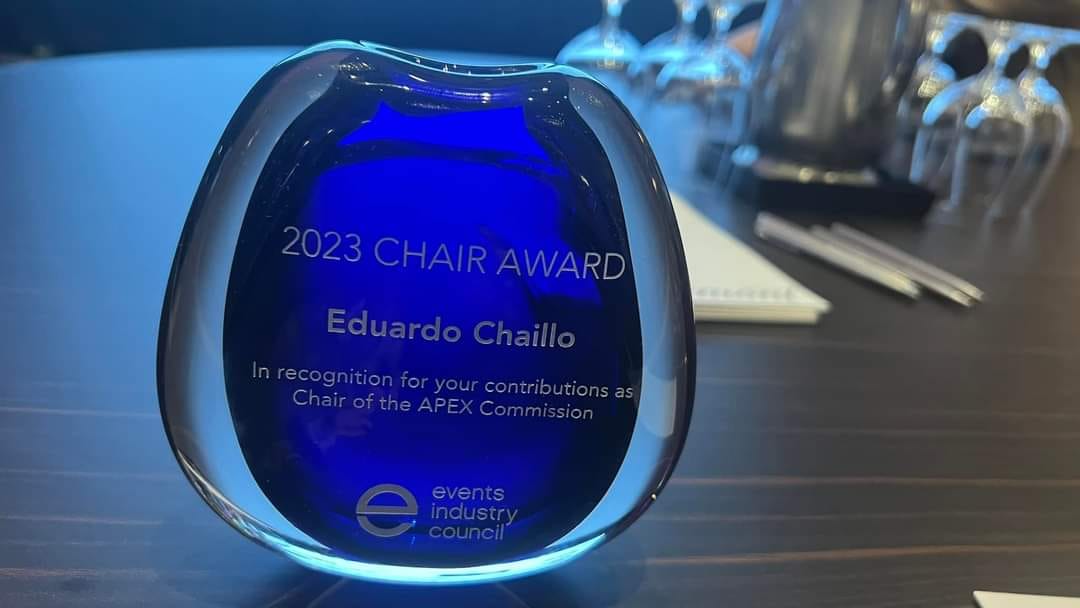 2023 CHAIR AWARD
Eduardo Chaillo
In recognition for your contributions as
Chair of the APEX Commission
e events
industry
council